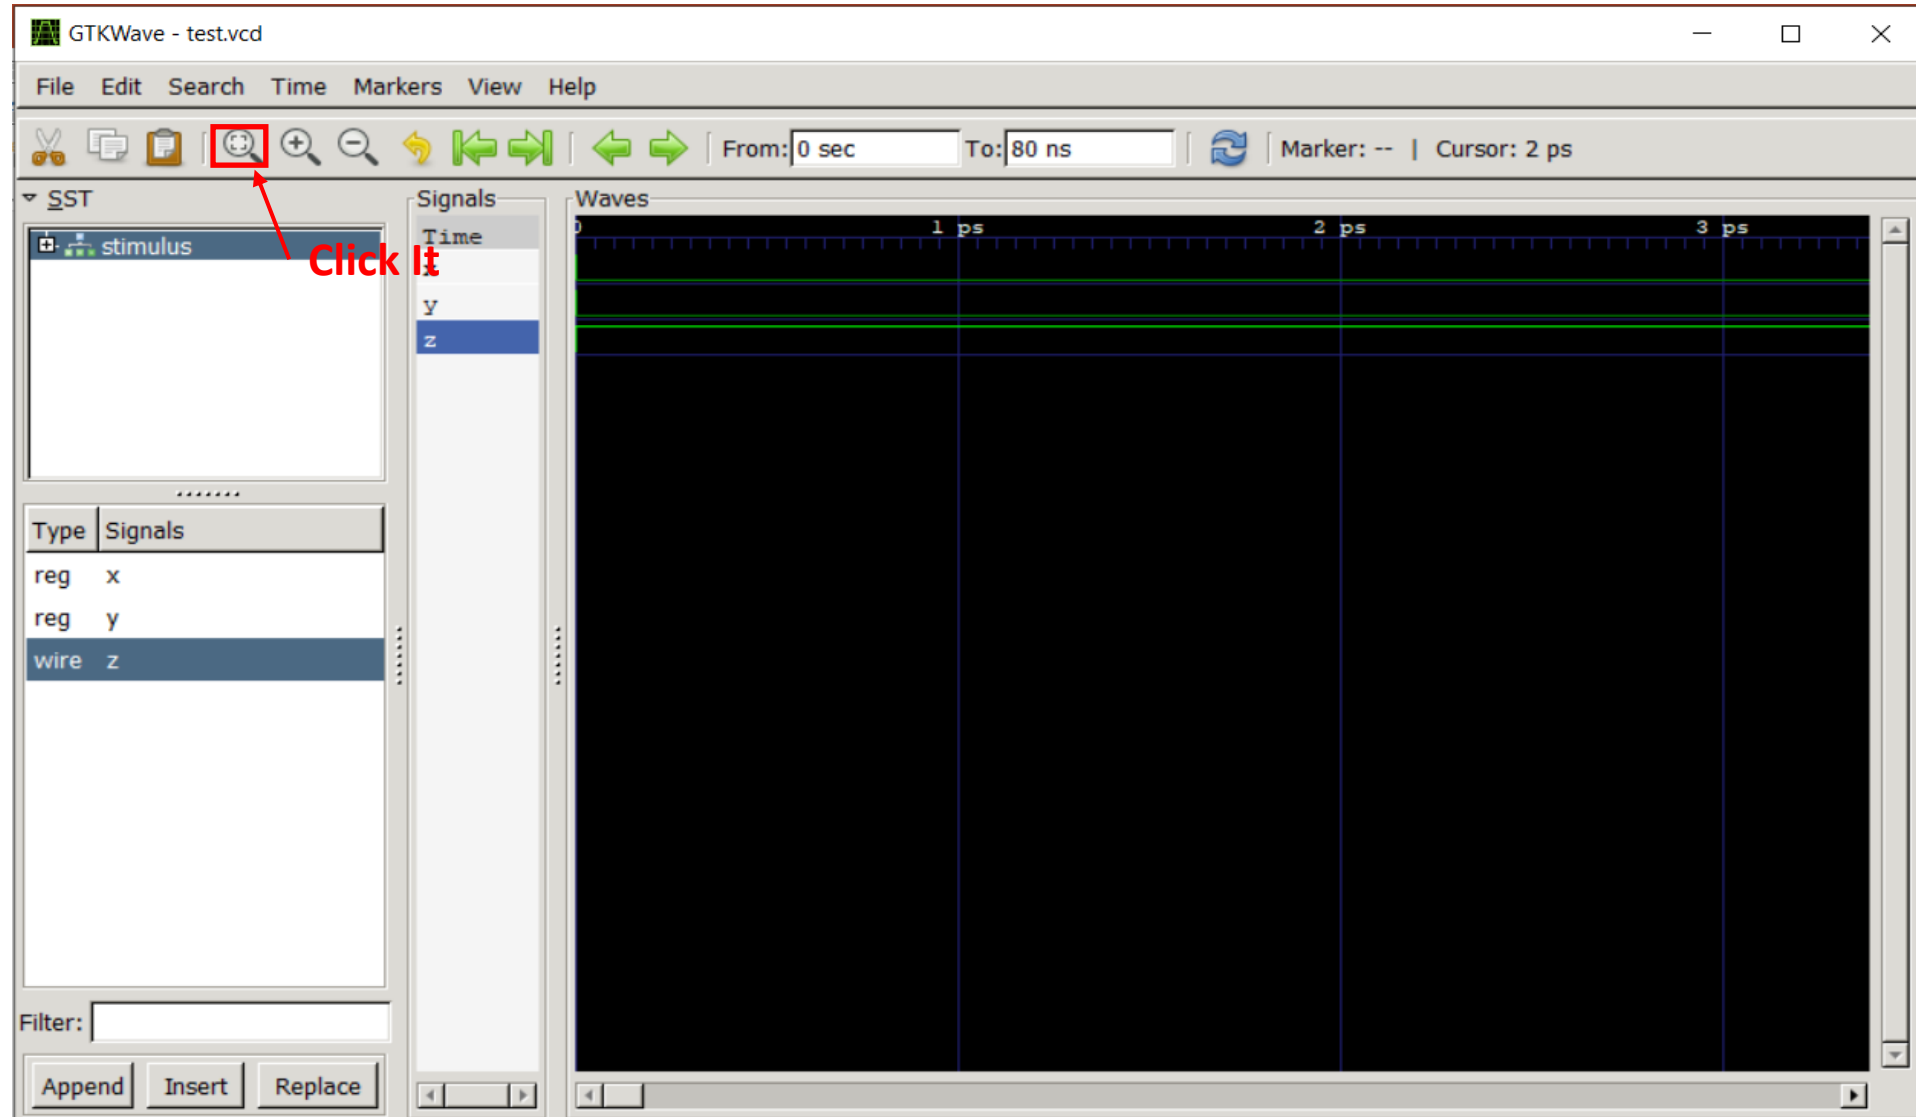 GTKWave - test.vcd
File Edit Search Time Markers View Help
From: 0 sec To: 80 ns Marker: -- | Cursor: 2 ps
SST
stimulus
Click It
Type Signals
reg x
reg y
wire z
Filter:
Append Insert Replace
Signals
Time
x
y
z
Waves
0 1 ps 2 ps 3 ps